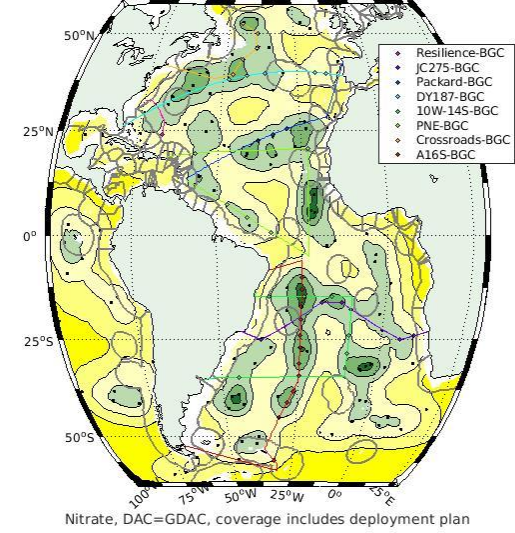 50°N
25°N
0°
25°S
50°S
100°W
75°W
50°W
25°W
0°
25°E
Resilience-BGC
JC275-BGC
Packard-BGC
DY187-BGC
10W-14S-BGC
PNE-BGC
Crossroads-BGC
A16S-BGC
Nitrate, DAC=GDAC, coverage includes deployment plan